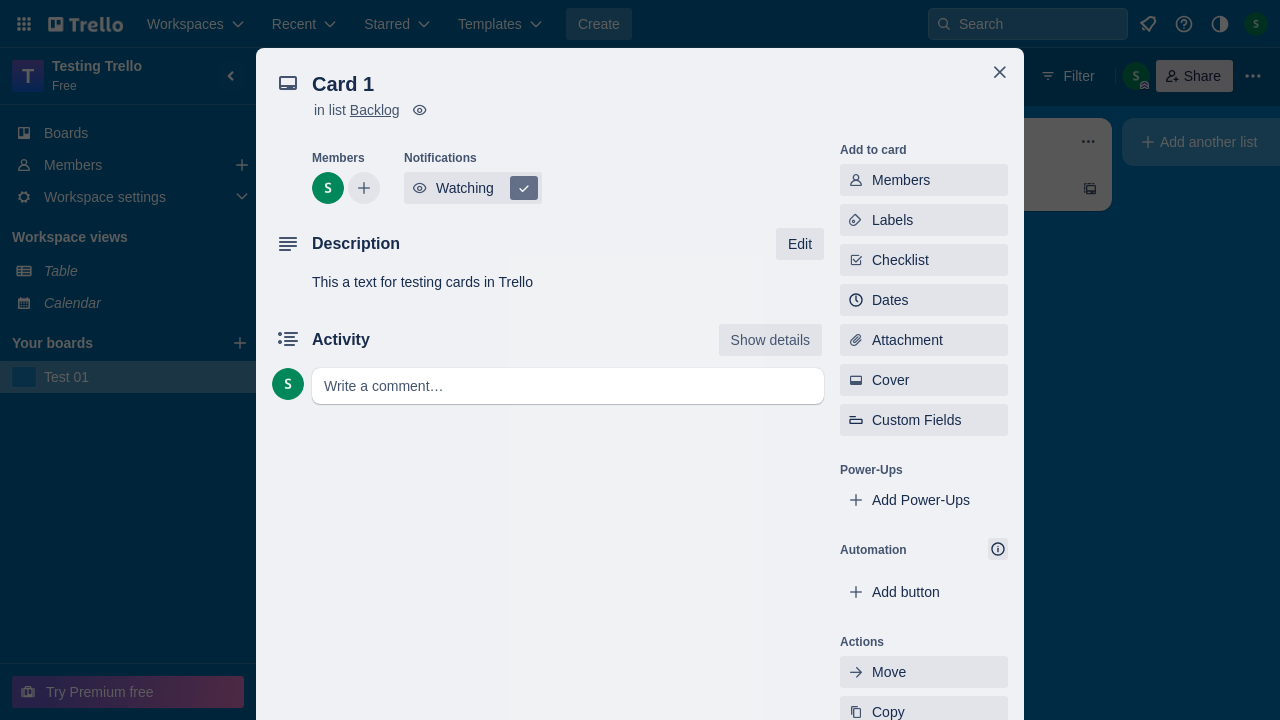 Trello
Workspaces
Recent
Starred
Templates
Create
Search
S
T
Testing Trello
Free
Boards
Members
Workspace settings
Workspace views
Table
Calendar
Your boards
Test 01
Try Premium free
Filter
S
Share
Add another list
Card 1
in list Backlog
Members
Notifications
S
Watching
Description
Edit
This a text for testing cards in Trello
Activity
Show details
S
Write a comment…
Add to card
Members
Labels
Checklist
Dates
Attachment
Cover
Custom Fields
Power-Ups
Add Power-Ups
Automation
Add button
Actions
Move
Copy